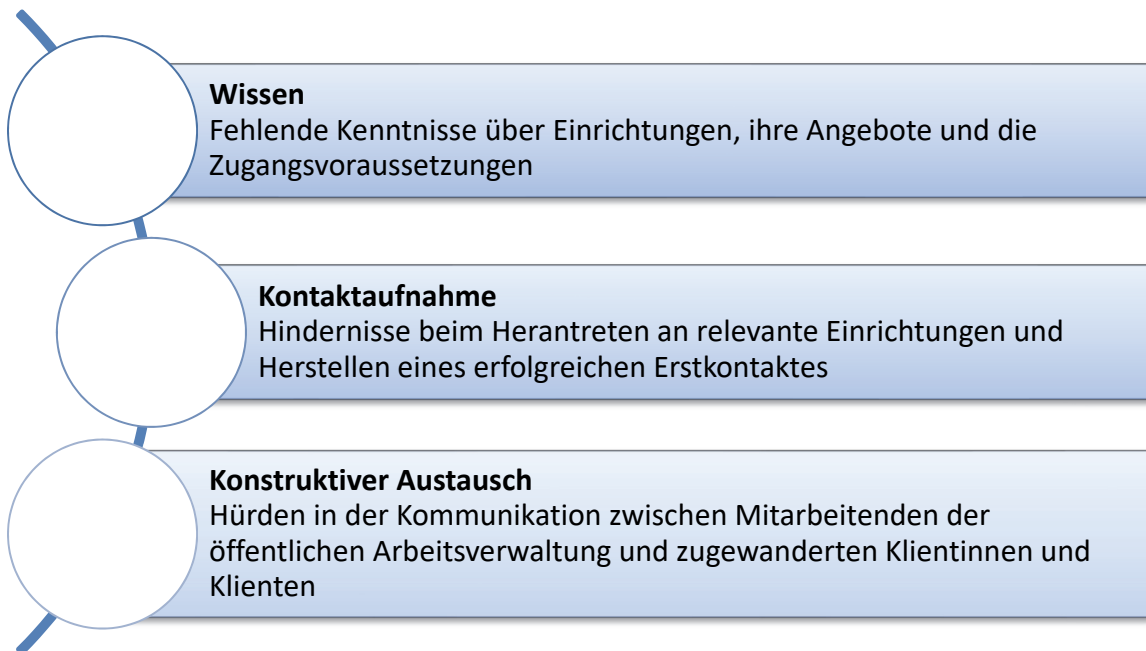 Wissen
Fehlende Kenntnisse über Einrichtungen, ihre Angebote und die
Zugangsvoraussetzungen
Kontaktaufnahme
Hindernisse beim Herantreten an relevante Einrichtungen und
Herstellen eines erfolgreichen Erstkontaktes
Konstruktiver Austausch
Hürden in der Kommunikation zwischen Mitarbeitenden der
öffentlichen Arbeitsverwaltung und zugewanderten Klientinnen und
Klienten